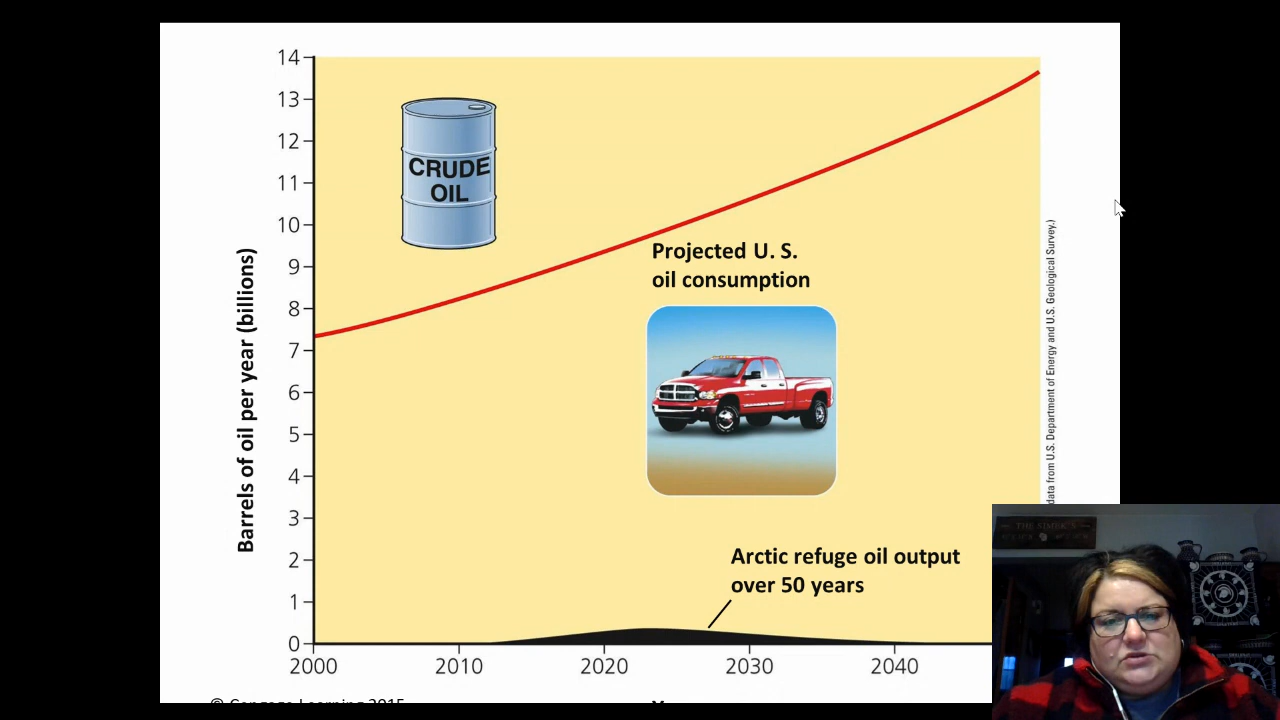 14
13
12
11
10
9
8
7
6
5
4
3
2
1
0
Barrels of oil per year (billions)
CRUDE
OIL
Projected U. S.
oil consumption
Arctic refuge oil output
over 50 years
2000
2010
2020
2030
2040
data from U.S. Department of Energy and U.S. Geological Survey.)
THE SIMEK'S